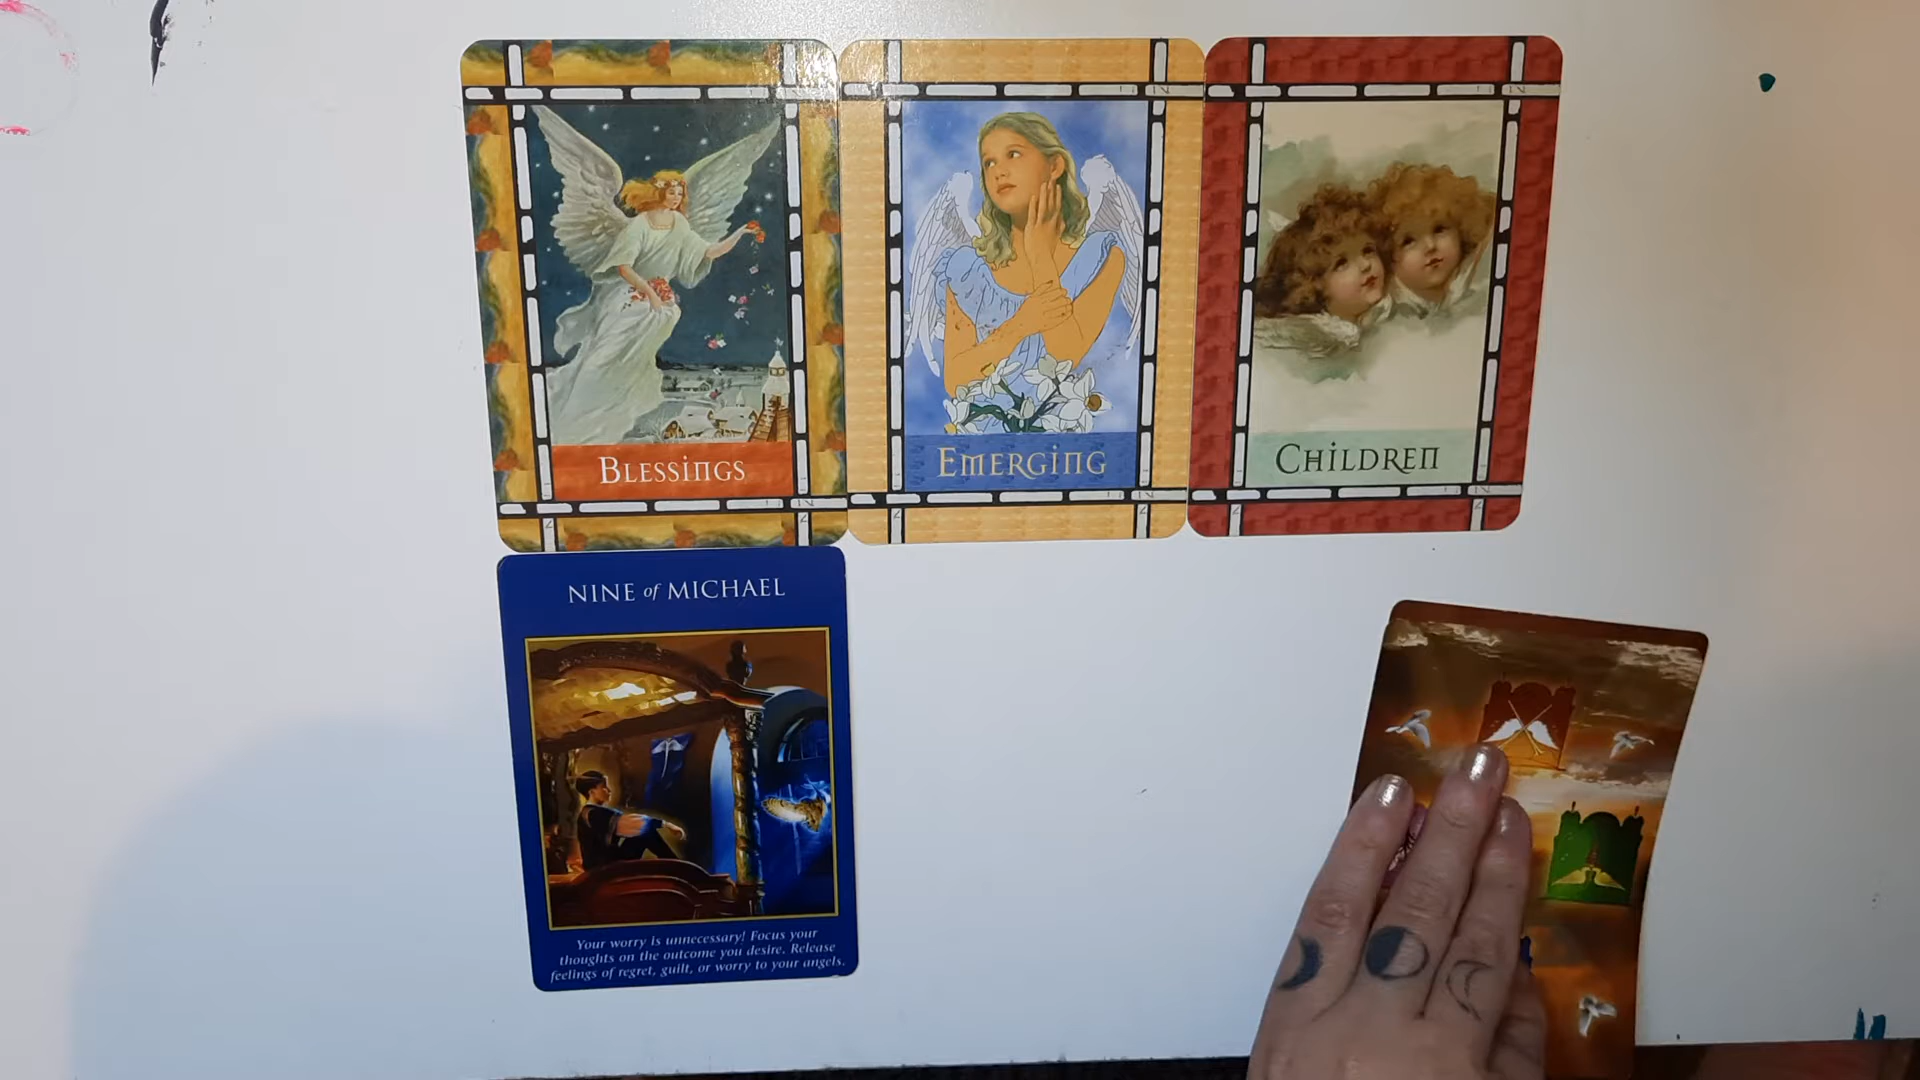 BLESSINGS
EMERGING
CHILDREN
NINE of MICHAEL
Your worry is unnecessary! Focus your
thoughts on the outcome you desire. Release
feelings of regret, guilt, or worry to your angels.